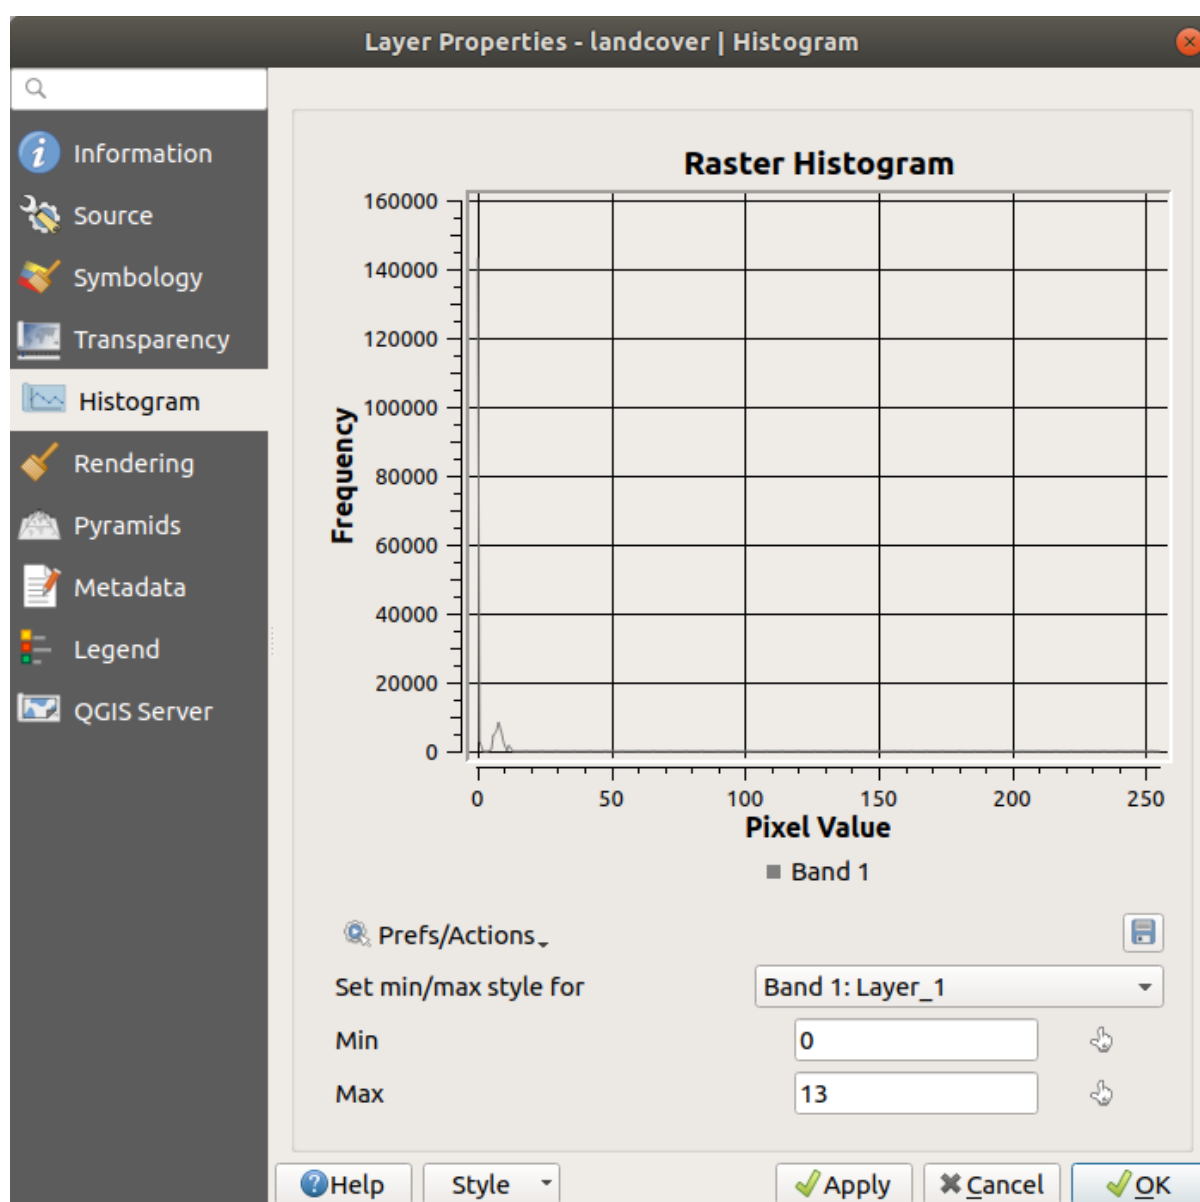 Layer Properties - landcover | Histogram
Information
Source
Symbology
Transparency
Histogram
Rendering
Pyramids
Metadata
Legend
QGIS Server
Raster Histogram
160000
140000
120000
100000
80000
60000
40000
20000
0
Frequency
0 50 100 150 200 250
Pixel Value
Band 1
Prefs/Actions
Set min/max style for Band 1: Layer_1
Min 0
Max 13
Help Style Apply Cancel OK